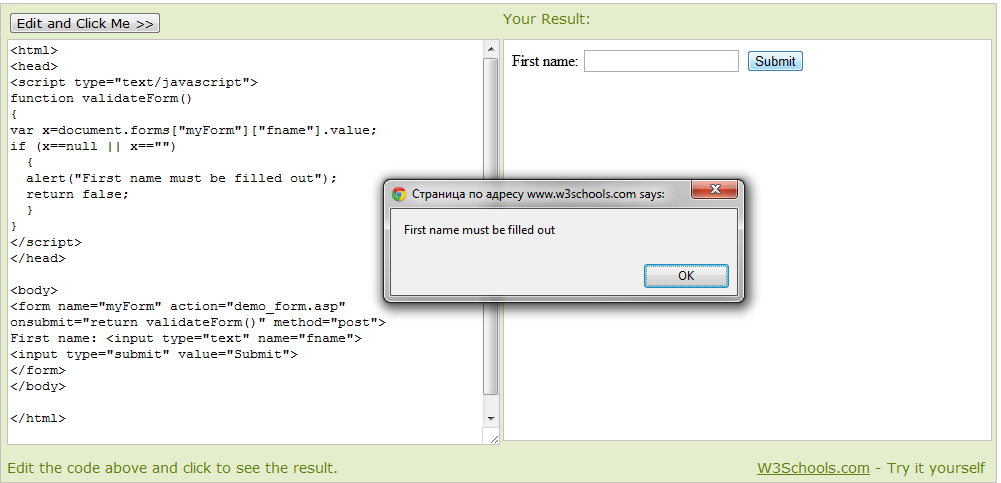 Edit and Click Me >>
Your Result:
<html>
<head>
<script type="text/javascript">
function validateForm()
{
var x=document.forms["myForm"]["fname"].value;
if (x==null || x=="")
  {
  alert("First name must be filled out");
  return false;
  }
}
</script>
</head>

<body>
<form name="myForm" action="demo_form.asp"
onsubmit="return validateForm()" method="post">
First name: <input type="text" name="fname">
<input type="submit" value="Submit">
</form>
</body>

</html>
First name: Submit
Страница по адресу www.w3schools.com says:
First name must be filled out
OK
Edit the code above and click to see the result.
W3Schools.com - Try it yourself